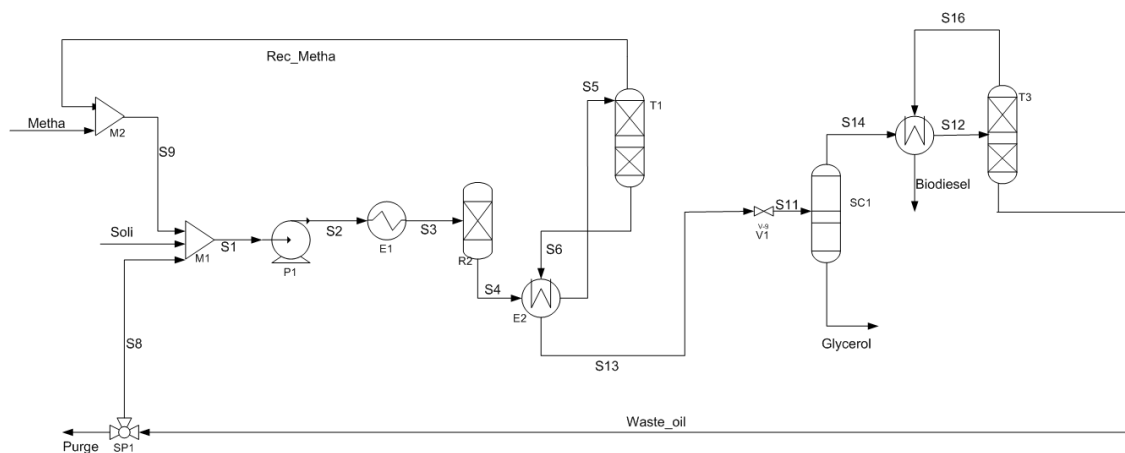 S16
Rec_Metha
S5
T1
T3
Metha
M2
S9
S14
S12
Biodiesel
Soli
S1
M1
P1
S2
E1
S3
R2
S4
S6
E2
V-9
V1
S11
SC1
S13
Glycerol
S8
Waste_oil
Purge
SP1